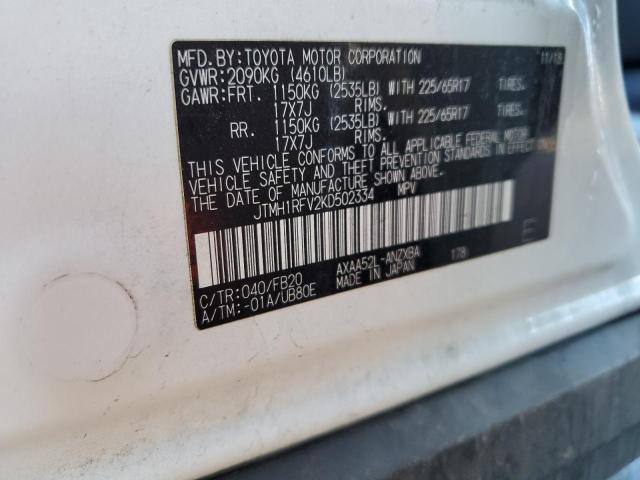 MFD. BY: TOYOTA MOTOR CORPORATION 11/18
GVWR: 2090KG (4610LB)
GAWR: FRT. 1150KG (2535LB) WITH 225/65R17 TIRES.
17X7J RIMS.
RR. 1150KG (2535LB) WITH 225/65R17 TIRES.
17X7J RIMS.
THIS VEHICLE CONFORMS TO ALL APPLICABLE FEDERAL MOTOR
VEHICLE SAFETY AND THEFT PREVENTION STANDARDS IN EFFECT ON
THE DATE OF MANUFACTURE SHOWN ABOVE.
JTMH1RFV2KD502334 MPV
E
C/TR: 040/FB20 AXAA52L-ANZXBA 178
A/TM: -01A/UB80E MADE IN JAPAN